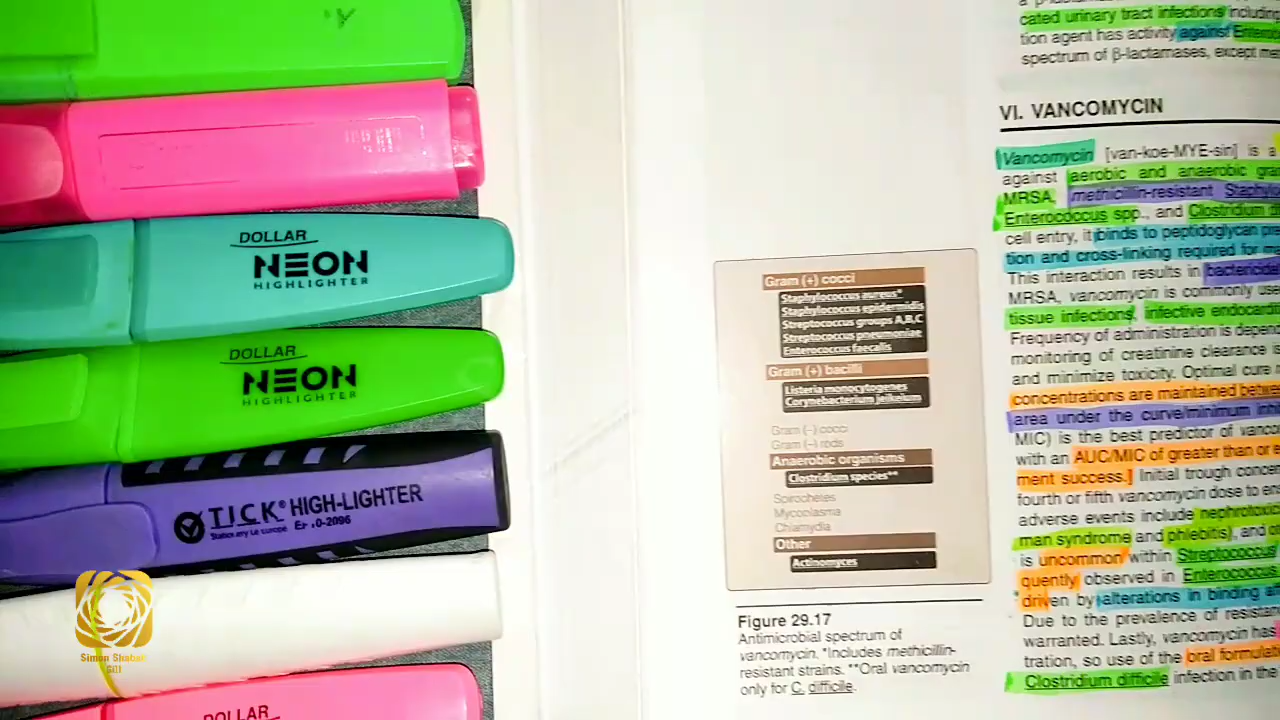 DOLLAR
NEON
HIGHLIGHTER
DOLLAR
NEON
HIGHLIGHTER
TICK® HIGH-LIGHTER
DOLLAR
Simon Shabaz
Gill
Gram (+) cocci
Staphylococcus aureus*
Staphylococcus epidermidis
Streptococcus groups A,B,C
Streptococcus pneumoniae
Enterococcus faecalis
Gram (+) bacilli
Listeria monocytogenes
Corynebacterium jeikeium
Gram (–) cocci
Gram (–) rods
Anaerobic organisms
Clostridium species**
Spirochetes
Mycoplasma
Chlamydia
Other
Actinomyces
Figure 29.17
Antimicrobial spectrum of
vancomycin. *Includes methicillin-
resistant strains. **Oral vancomycin
only for C. difficile.
cated urinary tract infections including
tion agent has activity against
spectrum of β-lactamases, except
VI. VANCOMYCIN
Vancomycin [van-koe-MYE-sin] is a
against aerobic and anaerobic
MRSA, methicillin-resistant
Enterococcus spp., and Clostridium
cell entry, it binds to peptidoglycan
tion and cross-linking required for
This interaction results in
MRSA, vancomycin is commonly
tissue infections, infective
Frequency of administration is
monitoring of creatinine clearance
and minimize toxicity. Optimal
concentrations are maintained
area under the curve/minimum
MIC) is the best predictor of
with an AUC/MIC of greater than or
ment success.] Initial trough
fourth or fifth vancomycin dose to
adverse events include
man syndrome and phlebitis), and
is uncommon within Streptococcus
quently observed in Enterococcus
driven by alterations in binding
Due to the prevalence of
warranted. Lastly, vancomycin has
tration, so use of the oral
Clostridium difficile infection in the